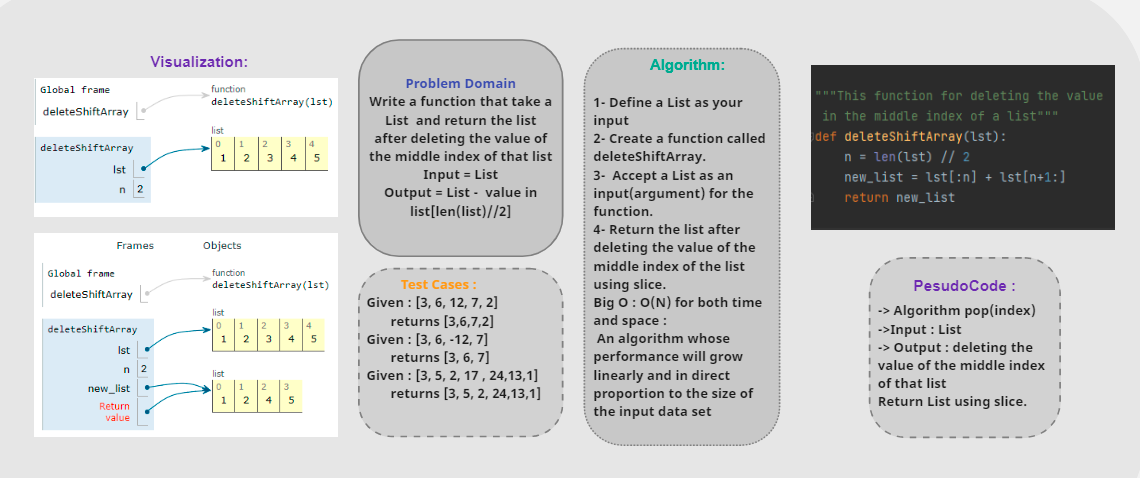 Visualization:
Global frame
deleteShiftArray
function
deleteShiftArray(lst)
deleteShiftArray
lst
n 2
list
0 1 2 3 4
1 2 3 4 5
Frames Objects
Global frame
deleteShiftArray
function
deleteShiftArray(lst)
deleteShiftArray
lst
n 2
new_list
Return
value
list
0 1 2 3 4
1 2 3 4 5
list
0 1 2 3
1 2 4 5
Problem Domain
Write a function that take a
List and return the list
after deleting the value of
the middle index of that list
Input = List
Output = List - value in
list[len(list)//2]
Test Cases :
Given : [3, 6, 12, 7, 2]
returns [3,6,7,2]
Given : [3, 6, -12, 7]
returns [3, 6, 7]
Given : [3, 5, 2, 17 , 24,13,1]
returns [3, 5, 2, 24,13,1]
Algorithm:
1- Define a List as your
input
2- Create a function called
deleteShiftArray.
3- Accept a List as an
input(argument) for the
function.
4- Return the list after
deleting the value of the
middle index of the list
using slice.
Big O : O(N) for both time
and space :
An algorithm whose
performance will grow
linearly and in direct
proportion to the size of
the input data set
"""This function for deleting the value
in the middle index of a list"""
def deleteShiftArray(lst):
n = len(lst) // 2
new_list = lst[:n] + lst[n+1:]
return new_list
PesudoCode :
-> Algorithm pop(index)
->Input : List
-> Output : deleting the
value of the middle index
of that list
Return List using slice.